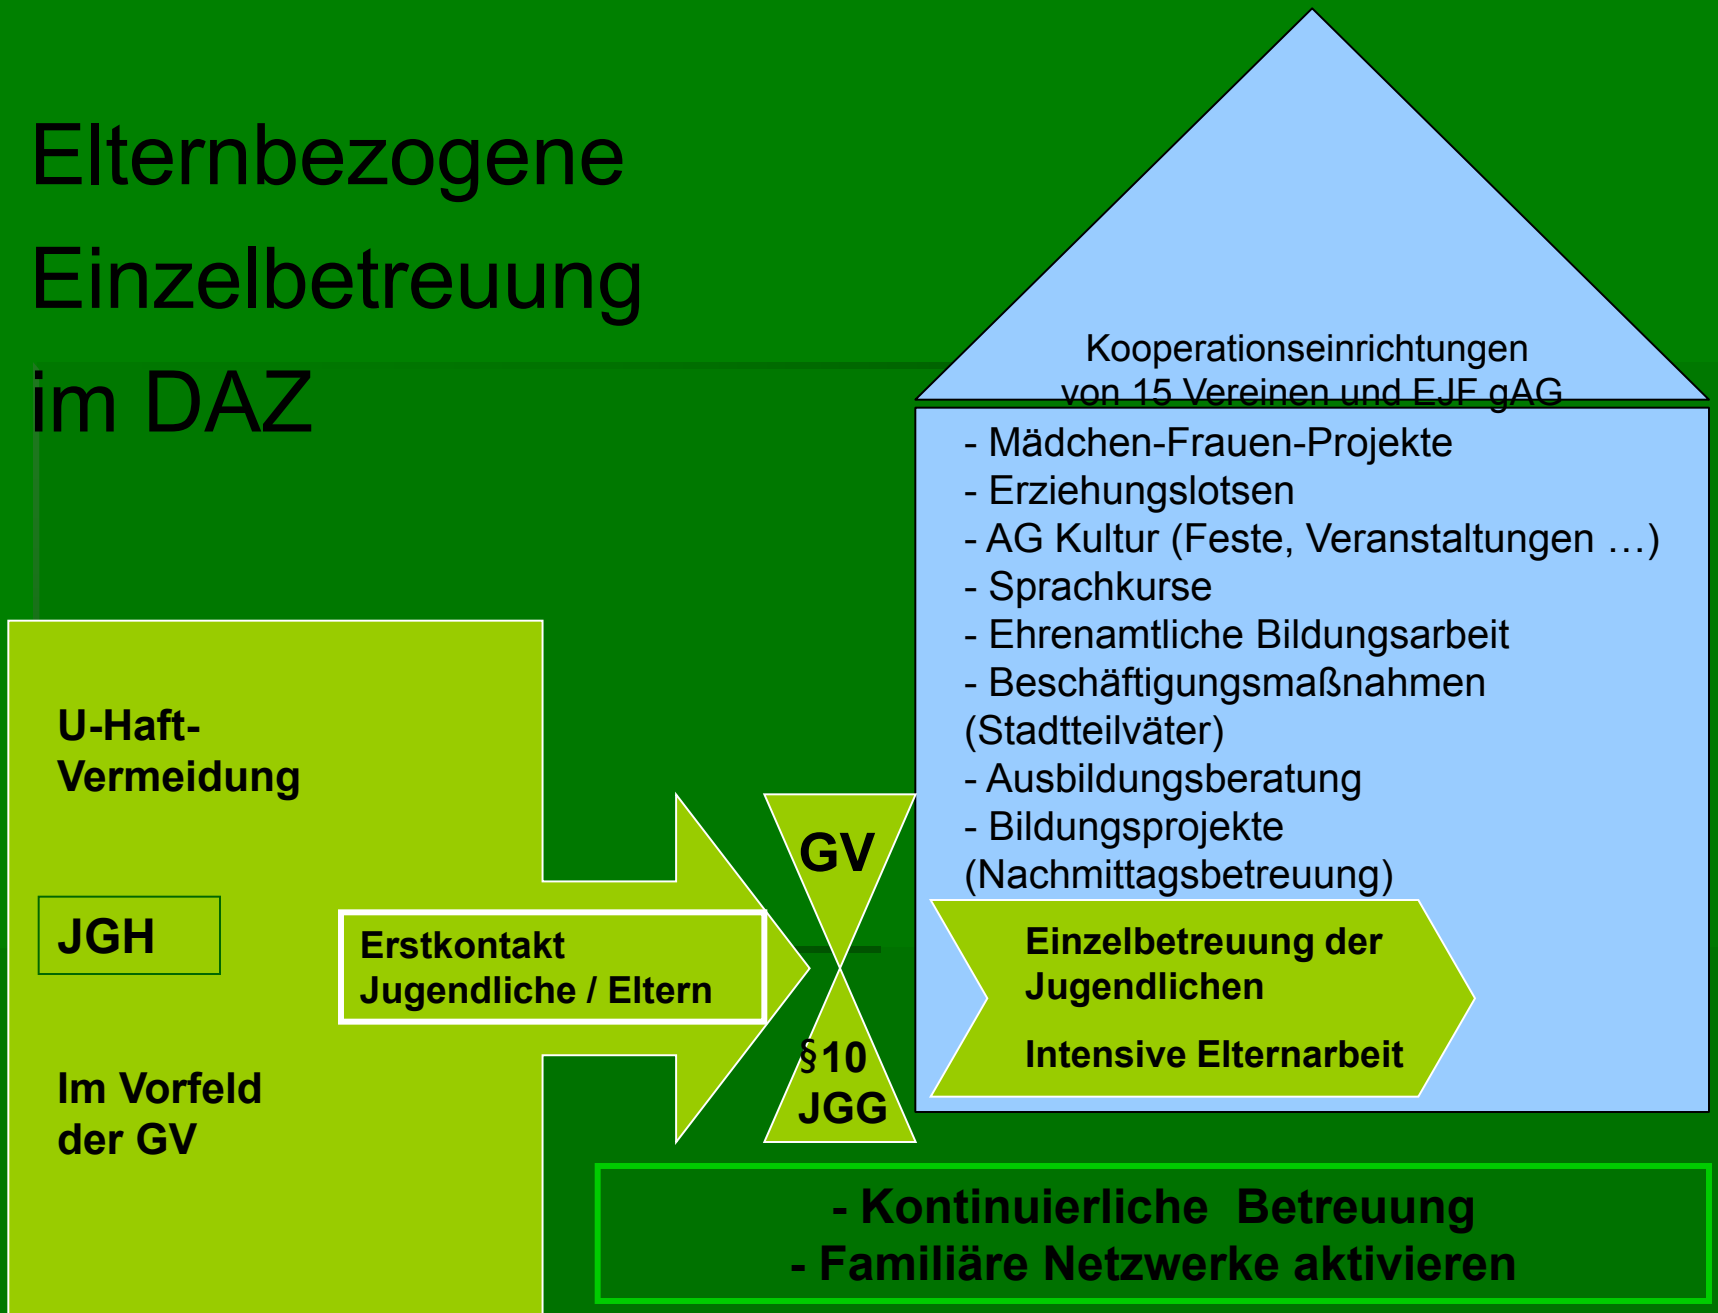 Elternbezogene
Einzelbetreuung
im DAZ
Kooperationseinrichtungen
von 15 Vereinen und EJF gAG
- Mädchen-Frauen-Projekte
- Erziehungslotsen
- AG Kultur (Feste, Veranstaltungen …)
- Sprachkurse
- Ehrenamtliche Bildungsarbeit
- Beschäftigungsmaßnahmen
(Stadtteilväter)
- Ausbildungsberatung
- Bildungsprojekte
(Nachmittagsbetreuung)
U-Haft-
Vermeidung
JGH
Im Vorfeld
der GV
Erstkontakt
Jugendliche / Eltern
GV
§10
JGG
Einzelbetreuung der
Jugendlichen
Intensive Elternarbeit
- Kontinuierliche  Betreuung
- Familiäre Netzwerke aktivieren